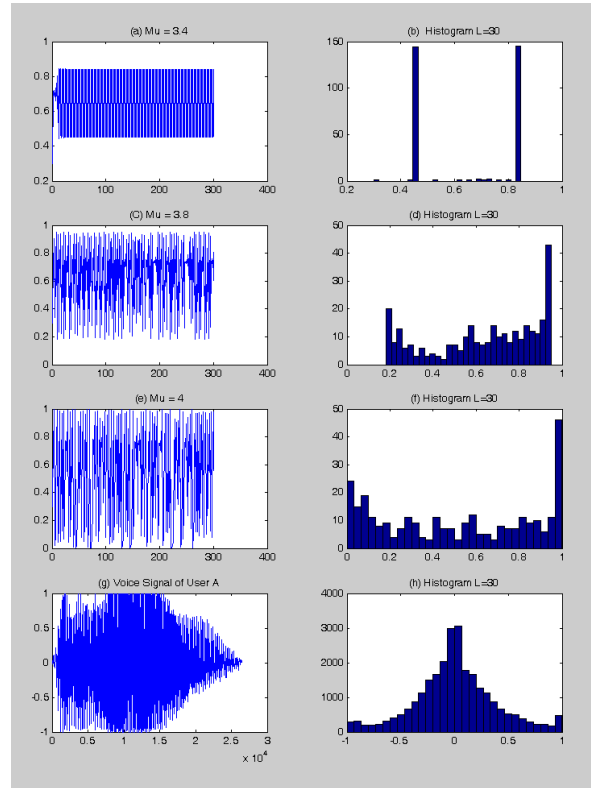 (a) Mu = 3.4
1
0.8
0.6
0.4
0.2
0 100 200 300 400
(b) Histogram L=30
150
100
50
0
0.2 0.4 0.6 0.8 1
(C) Mu = 3.8
1
0.8
0.6
0.4
0.2
0
0 100 200 300 400
(d) Histogram L=30
50
40
30
20
10
0
0 0.2 0.4 0.6 0.8 1
(e) Mu = 4
1
0.8
0.6
0.4
0.2
0
0 100 200 300 400
(f) Histogram L=30
50
40
30
20
10
0
0 0.2 0.4 0.6 0.8 1
(g) Voice Signal of User A
1
0.5
0
-0.5
-1
0 0.5 1 1.5 2 2.5 3
x 10^4
(h) Histogram L=30
4000
3000
2000
1000
0
-1 -0.5 0 0.5 1